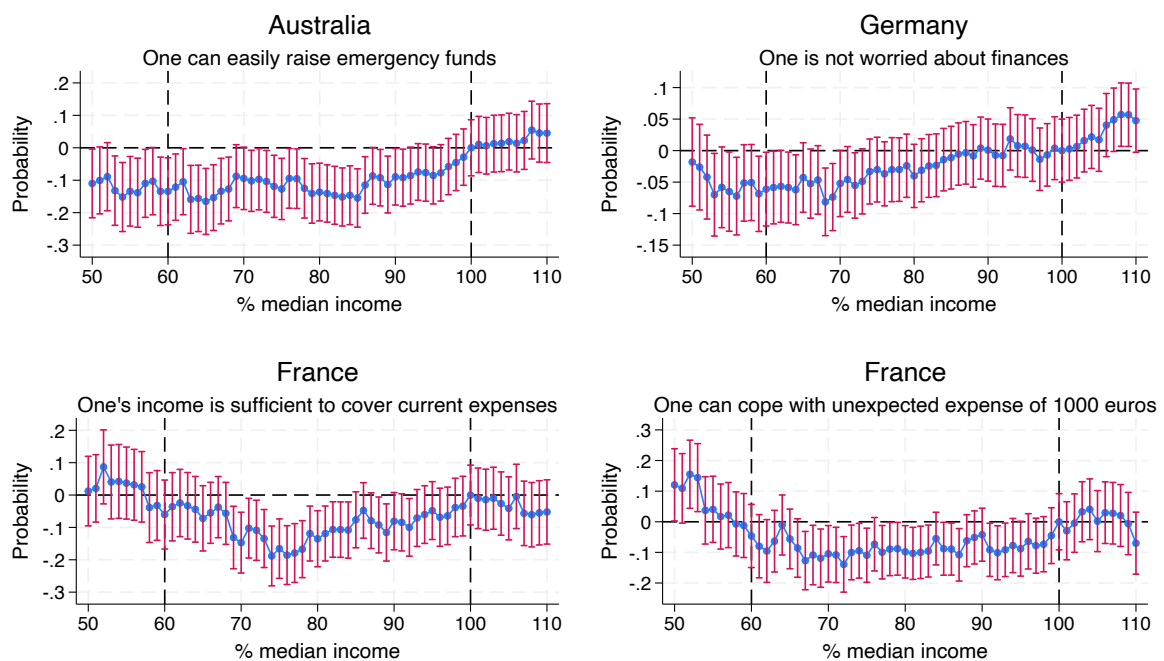 Australia
One can easily raise emergency funds
Probability
.2
.1
0
-.1
-.2
-.3
50 60 70 80 90 100 110
% median income
Germany
One is not worried about finances
Probability
.1
.05
0
-.05
-.1
-.15
50 60 70 80 90 100 110
% median income
France
One's income is sufficient to cover current expenses
Probability
.2
.1
0
-.1
-.2
-.3
50 60 70 80 90 100 110
% median income
France
One can cope with unexpected expense of 1000 euros
Probability
.3
.2
.1
0
-.1
-.2
50 60 70 80 90 100 110
% median income